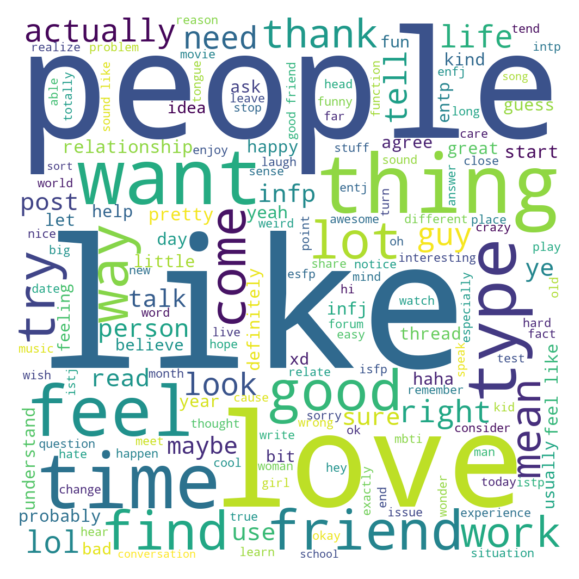 actually need thank life
reason tend
realize problem movie fun kind intp
people
able totally sound like tongue ask leave stop good friend head funny far tell entp function enfj song long guess
idea agree care
relationship enjoy happy laugh stuff sound great close start
want thing
sort world sense infp entj turn answer
post let help pretty yeah weird awesome different place crazy
nice way come lot guy
big day point oh interesting play
try like type
date new little esfp share notice mind ye
feeling talk definitely hi watch especially old
person infj forum thread hard
music word live easy fact
believe hope xd speak test
wish istj month relate isfp kid
feel read look good haha remember right mean
year cause sorry wrong ok consider usually feel like
understand hate thought write mbti man
question happen maybe sure
time love
meet bit woman hey exactly today istp
change cool girl end issue wonder experience
probably find use true friend work
lol hear bad okay situation
conversation learn school